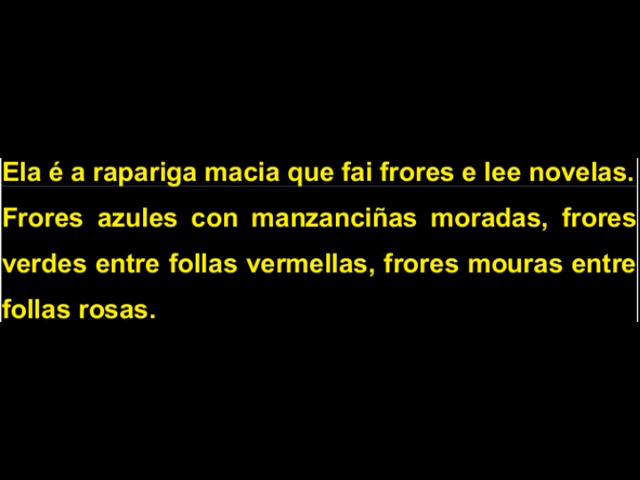 Ela é a rapariga macia que fai frores e lee novelas.
Frores azules con manzanciñas moradas, frores
verdes entre follas vermellas, frores mouras entre
follas rosas.